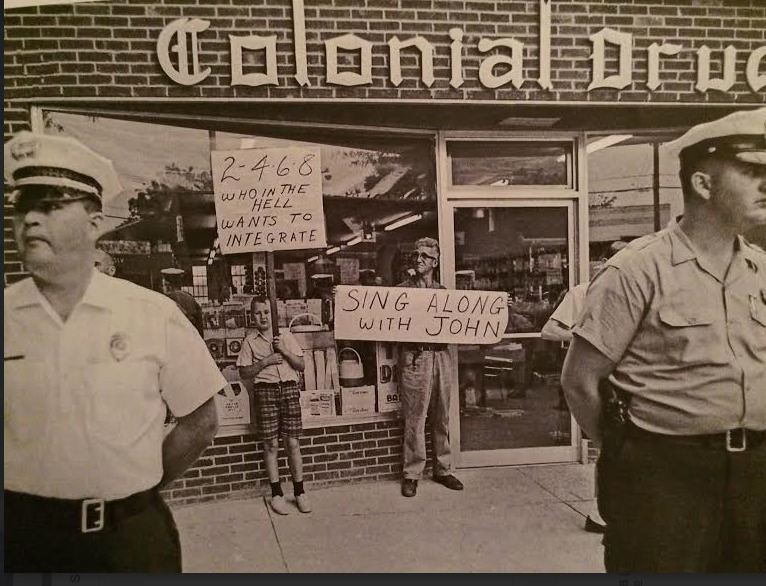 Colonial Drug
2-4-6-8
WHO IN THE
HELL
WANTS TO
INTEGRATE
SING ALONG
WITH JOHN